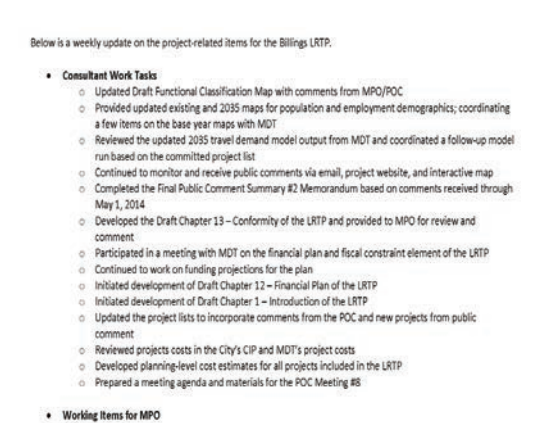 Below is a weekly update on the project-related items for the Billings LRTP.
• Consultant Work Tasks
o Updated Draft Functional Classification Map with comments from MPO/POC
o Provided updated existing and 2035 maps for population and employment demographics; coordinating
a few items on the base year maps with MDT
o Reviewed the updated 2035 travel demand model output from MDT and coordinated a follow-up model
run based on the committed project list
o Continued to monitor and receive public comments via email, project website, and interactive map
o Completed the Final Public Comment Summary #2 Memorandum based on comments received through
May 1, 2014
o Developed the Draft Chapter 13 – Conformity of the LRTP and provided to MPO for review and
comment
o Participated in a meeting with MDT on the financial plan and fiscal constraint element of the LRTP
o Continued to work on funding projections for the plan
o Initiated development of Draft Chapter 12 – Financial Plan of the LRTP
o Initiated development of Draft Chapter 1 – Introduction of the LRTP
o Updated the project lists to incorporate comments from the POC and new projects from public
comment
o Reviewed projects costs in the City's CIP and MDT's project costs
o Developed planning-level cost estimates for all projects included in the LRTP
o Prepared a meeting agenda and materials for the POC Meeting #8
• Working Items for MPO